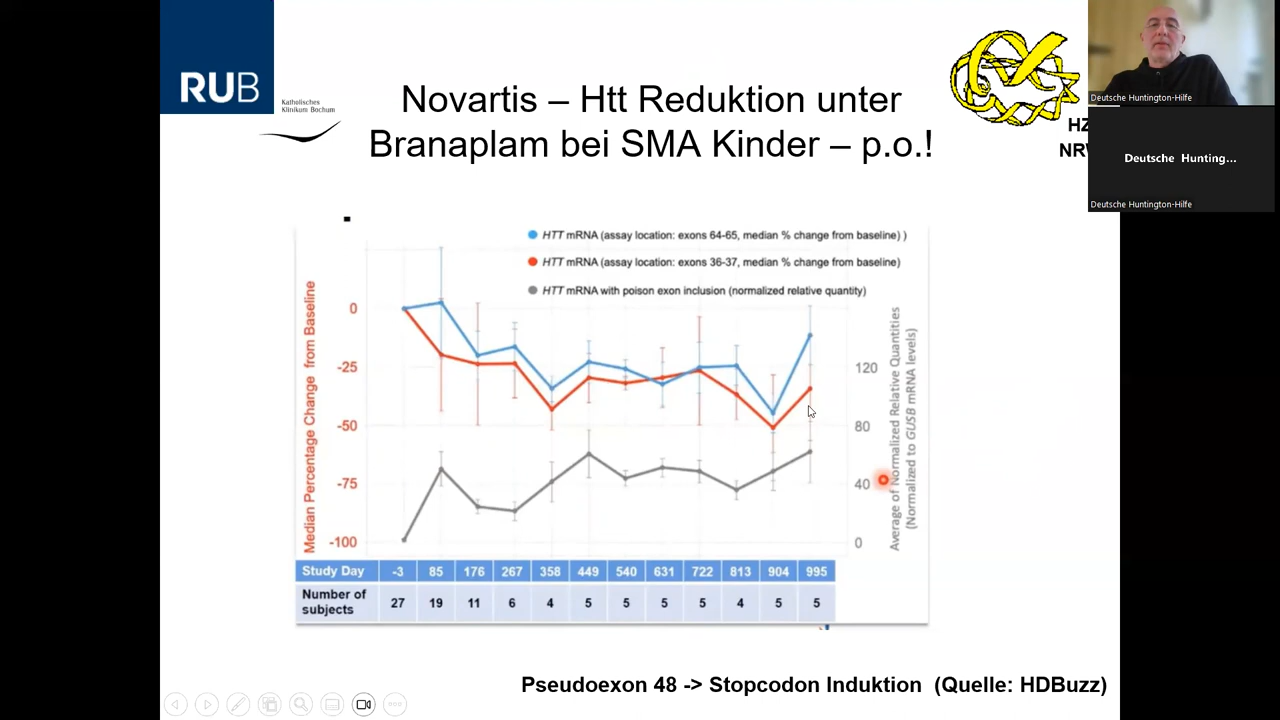 RUB
Katholisches
Klinikum Bochum
Novartis – Htt Reduktion unter
Branaplam bei SMA Kinder – p.o.!
HZ
NRW
Deutsche Huntington-Hilfe
Deutsche Hunting...
Deutsche Huntington-Hilfe
HTT mRNA (assay location: exons 64-65, median % change from baseline) )
HTT mRNA (assay location: exons 36-37, median % change from baseline)
HTT mRNA with poison exon inclusion (normalized relative quantity)
Median Percentage Change from Baseline
0
-25
-50
-75
-100
120
80
40
0
Average of Normalized Relative Quantities
(Normalized to GUSB mRNA levels)
Study Day -3 85 176 267 358 449 540 631 722 813 904 995
Number of
subjects 27 19 11 6 4 5 5 5 5 4 5 5
Pseudoexon 48 -> Stopcodon Induktion (Quelle: HDBuzz)